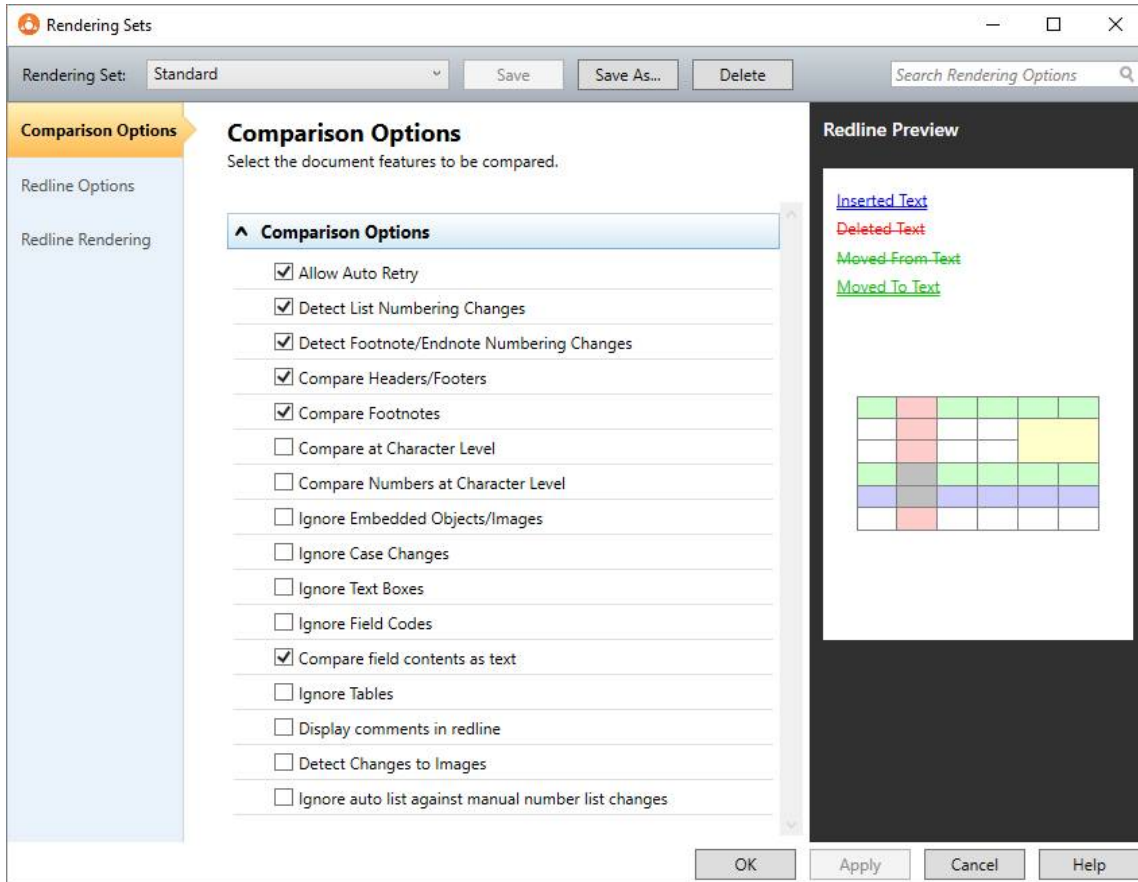 Rendering Sets
Rendering Set: Standard Save Save As... Delete Search Rendering Options
Comparison Options
Redline Options
Redline Rendering
Comparison Options
Select the document features to be compared.
Comparison Options
Allow Auto Retry
Detect List Numbering Changes
Detect Footnote/Endnote Numbering Changes
Compare Headers/Footers
Compare Footnotes
Compare at Character Level
Compare Numbers at Character Level
Ignore Embedded Objects/Images
Ignore Case Changes
Ignore Text Boxes
Ignore Field Codes
Compare field contents as text
Ignore Tables
Display comments in redline
Detect Changes to Images
Ignore auto list against manual number list changes
Redline Preview
Inserted Text
Deleted Text
Moved From Text
Moved To Text
OK Apply Cancel Help